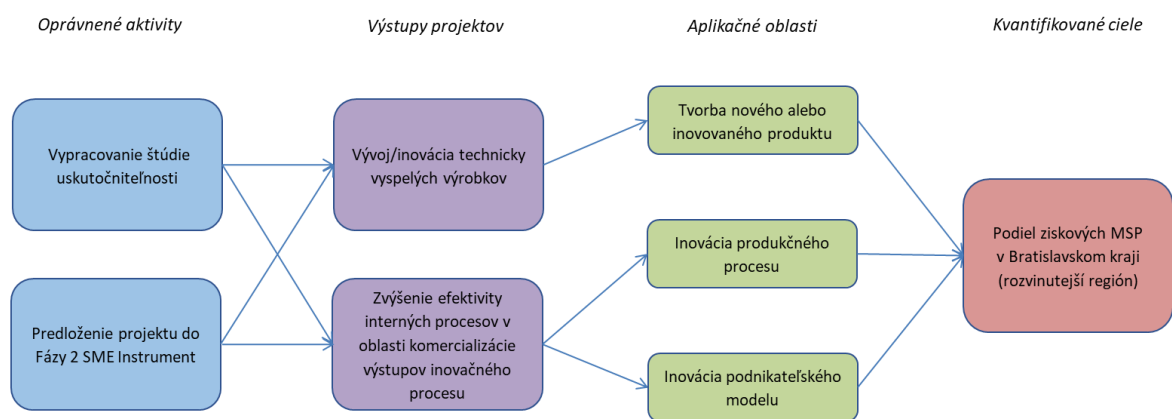 Oprávnené aktivity
Výstupy projektov
Aplikačné oblasti
Kvantifikované ciele
Vypracovanie štúdie
uskutočniteľnosti
Predloženie projektu do
Fázy 2 SME Instrument
Vývoj/inovácia technicky
vyspelých výrobkov
Zvýšenie efektivity
interných procesov v
oblasti komercializácie
výstupov inovačného
procesu
Tvorba nového alebo
inovovaného produktu
Inovácia produkčného
procesu
Inovácia podnikateľského
modelu
Podiel ziskových MSP
v Bratislavskom kraji
(rozvinutejší región)